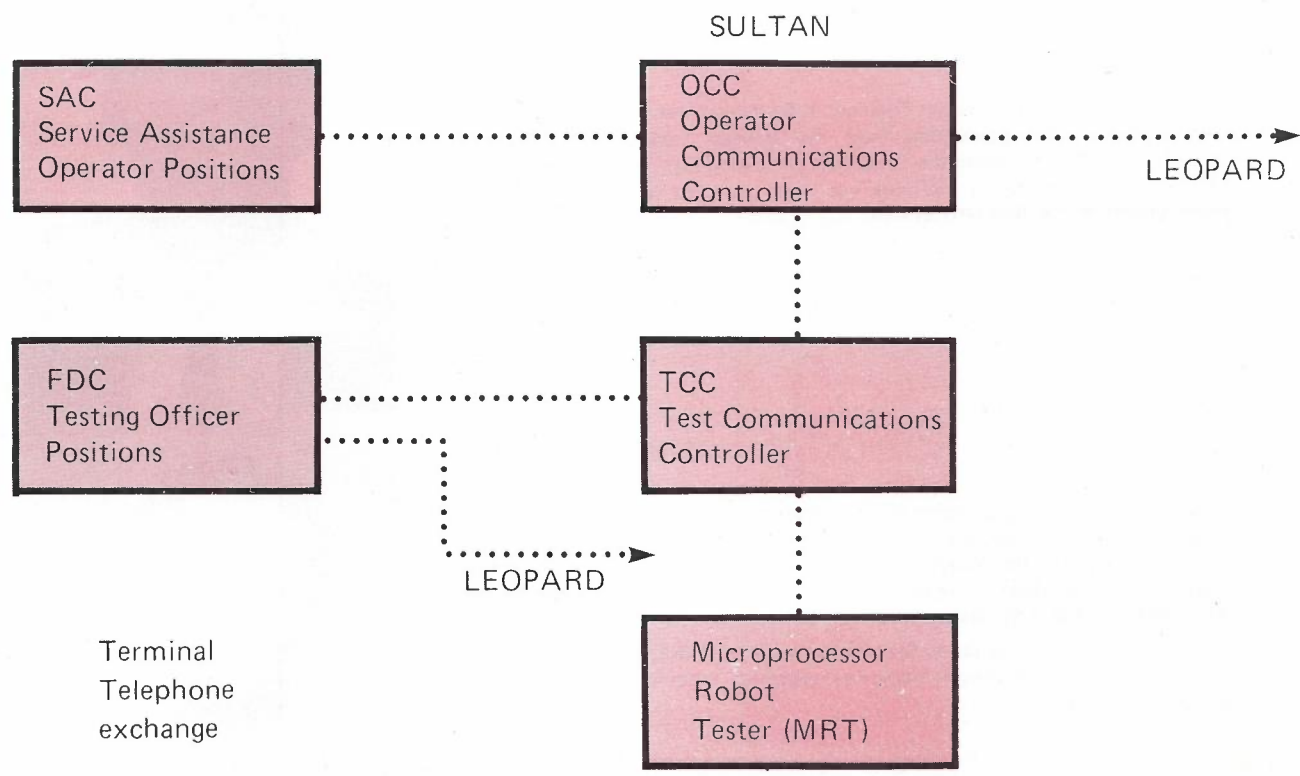 SULTAN
SAC
Service Assistance
Operator Positions
OCC
Operator
Communications
Controller
LEOPARD
FDC
Testing Officer
Positions
TCC
Test Communications
Controller
LEOPARD
Terminal
Telephone
exchange
Microprocessor
Robot
Tester (MRT)